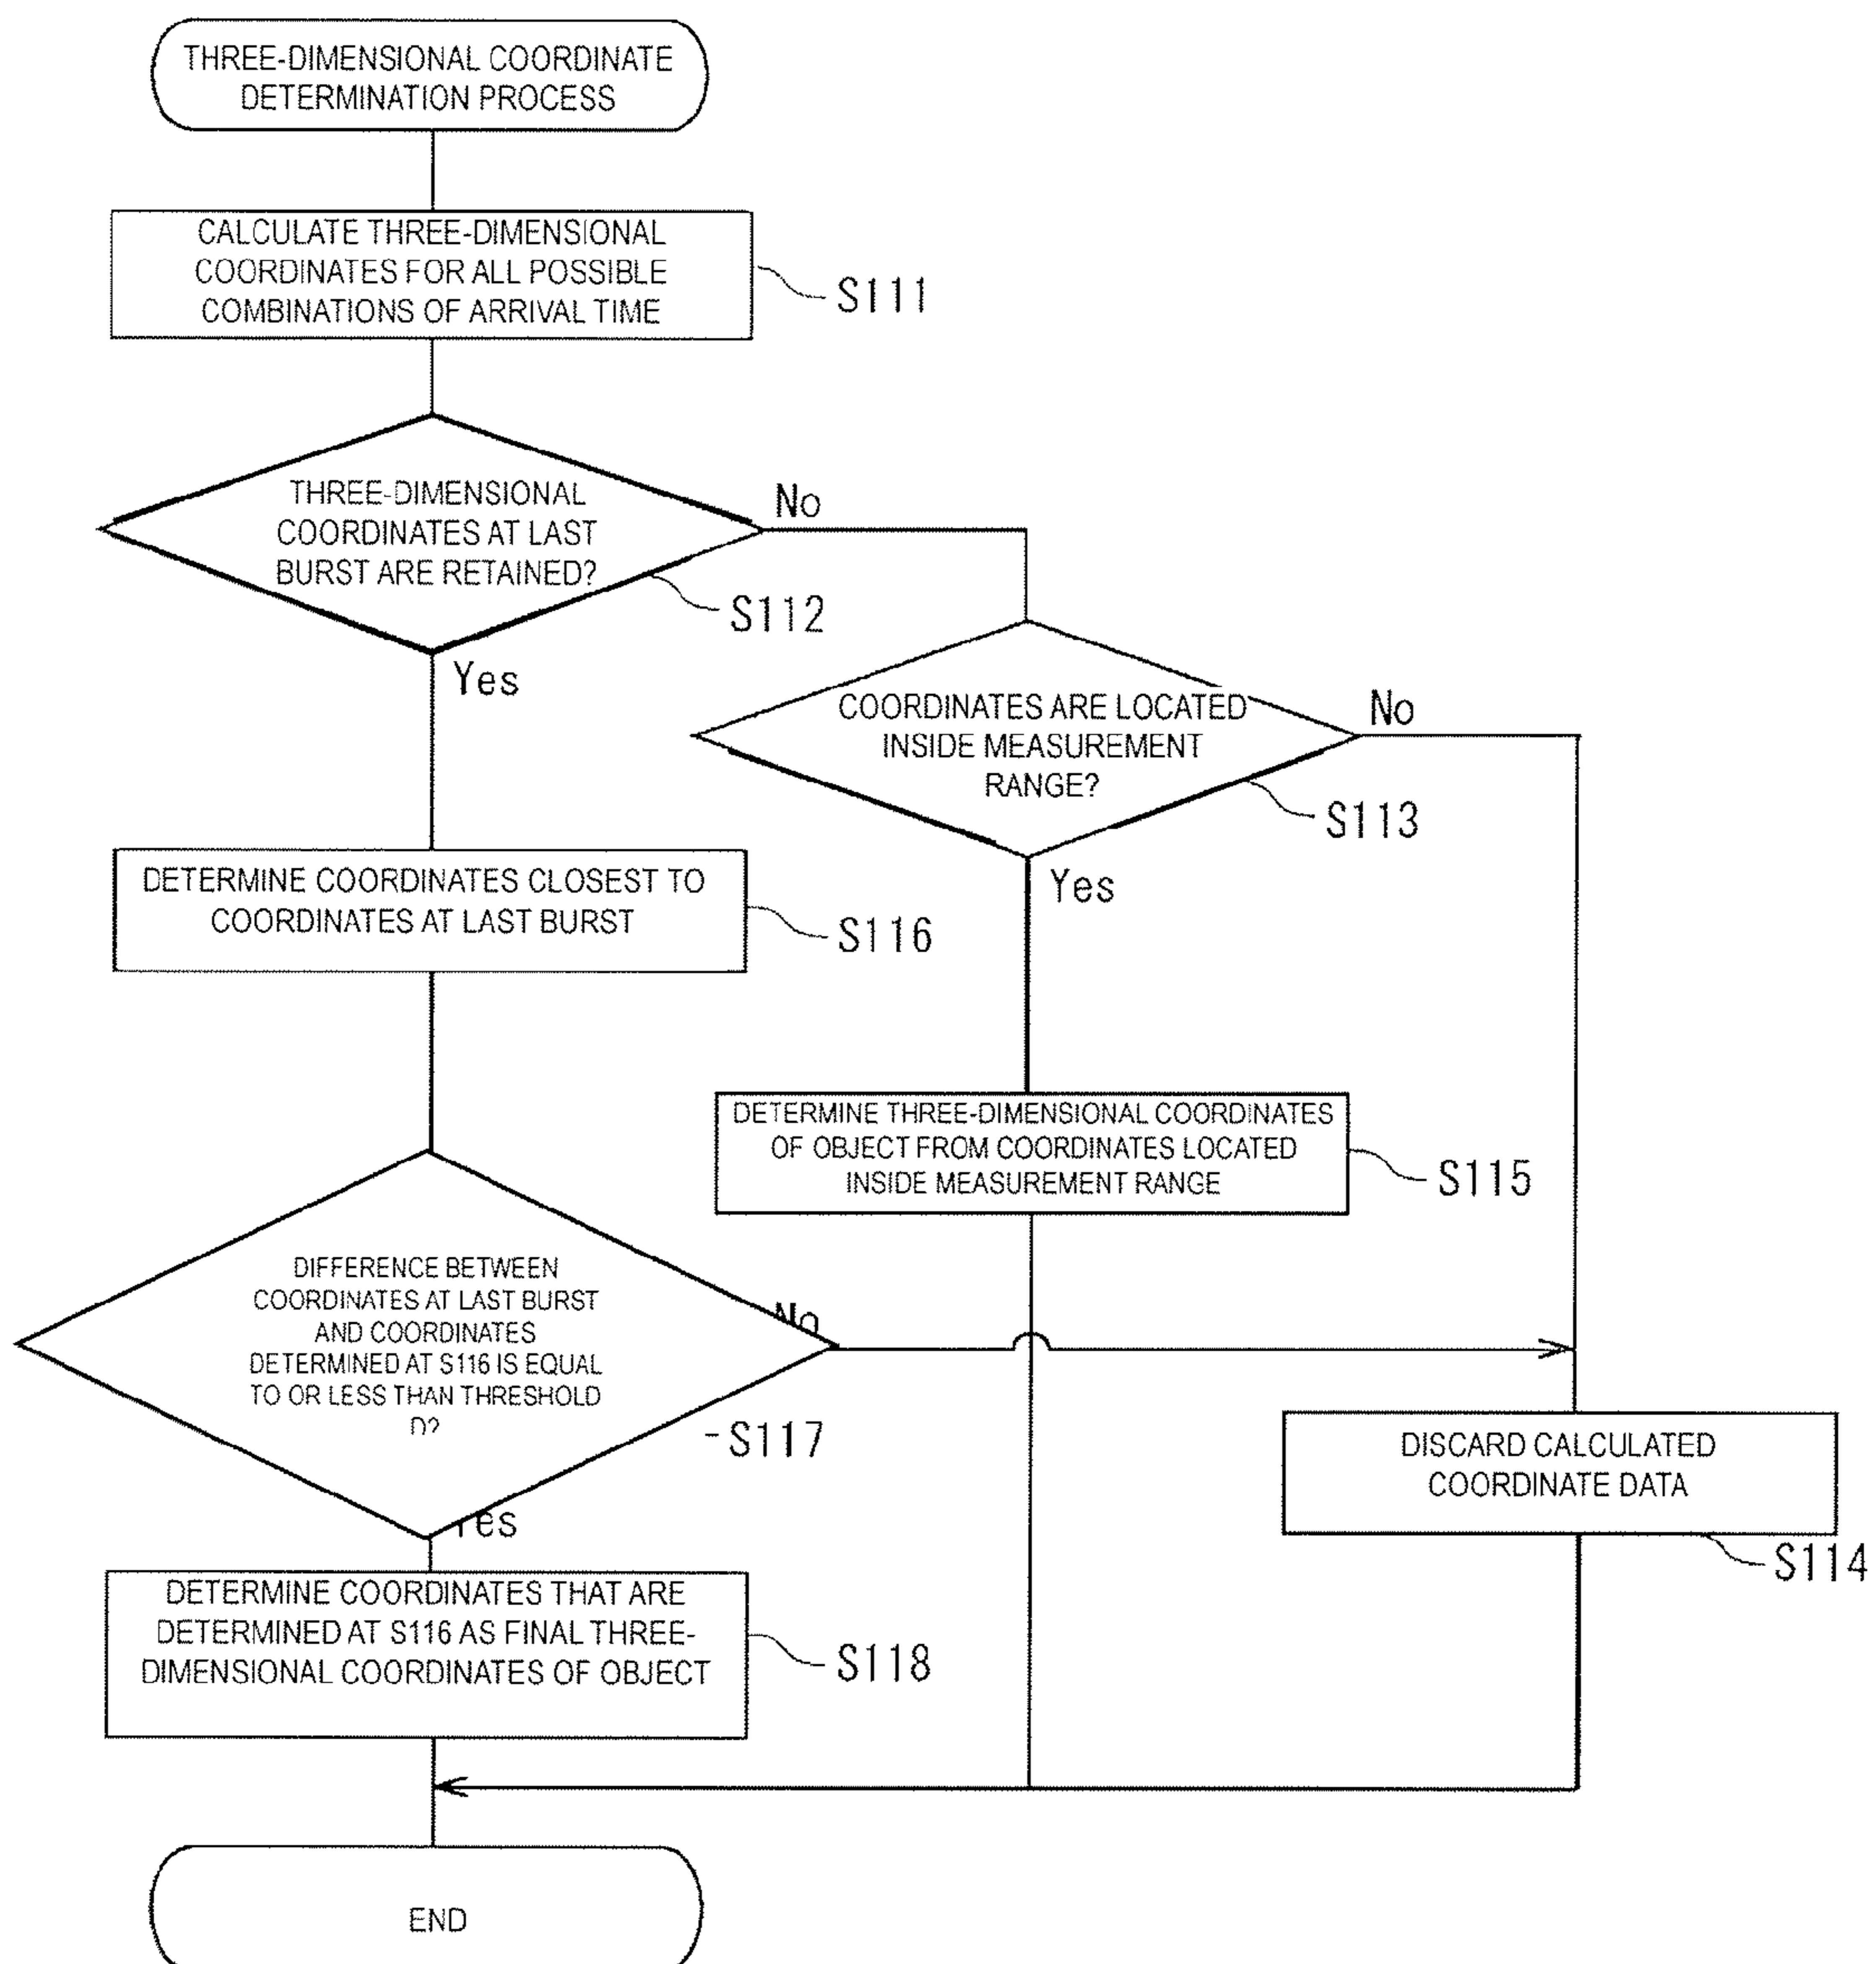 THREE-DIMENSIONAL COORDINATE
DETERMINATION PROCESS
CALCULATE THREE-DIMENSIONAL
COORDINATES FOR ALL POSSIBLE
COMBINATIONS OF ARRIVAL TIME
S111
THREE-DIMENSIONAL
COORDINATES AT LAST
BURST ARE RETAINED?
No
S112
Yes
COORDINATES ARE LOCATED
INSIDE MEASUREMENT
RANGE?
No
S113
Yes
DETERMINE COORDINATES CLOSEST TO
COORDINATES AT LAST BURST
S116
DETERMINE THREE-DIMENSIONAL COORDINATES
OF OBJECT FROM COORDINATES LOCATED
INSIDE MEASUREMENT RANGE
S115
DIFFERENCE BETWEEN
COORDINATES AT LAST BURST
AND COORDINATES
DETERMINED AT S116 IS EQUAL
TO OR LESS THAN THRESHOLD
D?
No
S117
Yes
DISCARD CALCULATED
COORDINATE DATA
S114
DETERMINE COORDINATES THAT ARE
DETERMINED AT S116 AS FINAL THREE-
DIMENSIONAL COORDINATES OF OBJECT
S118
END